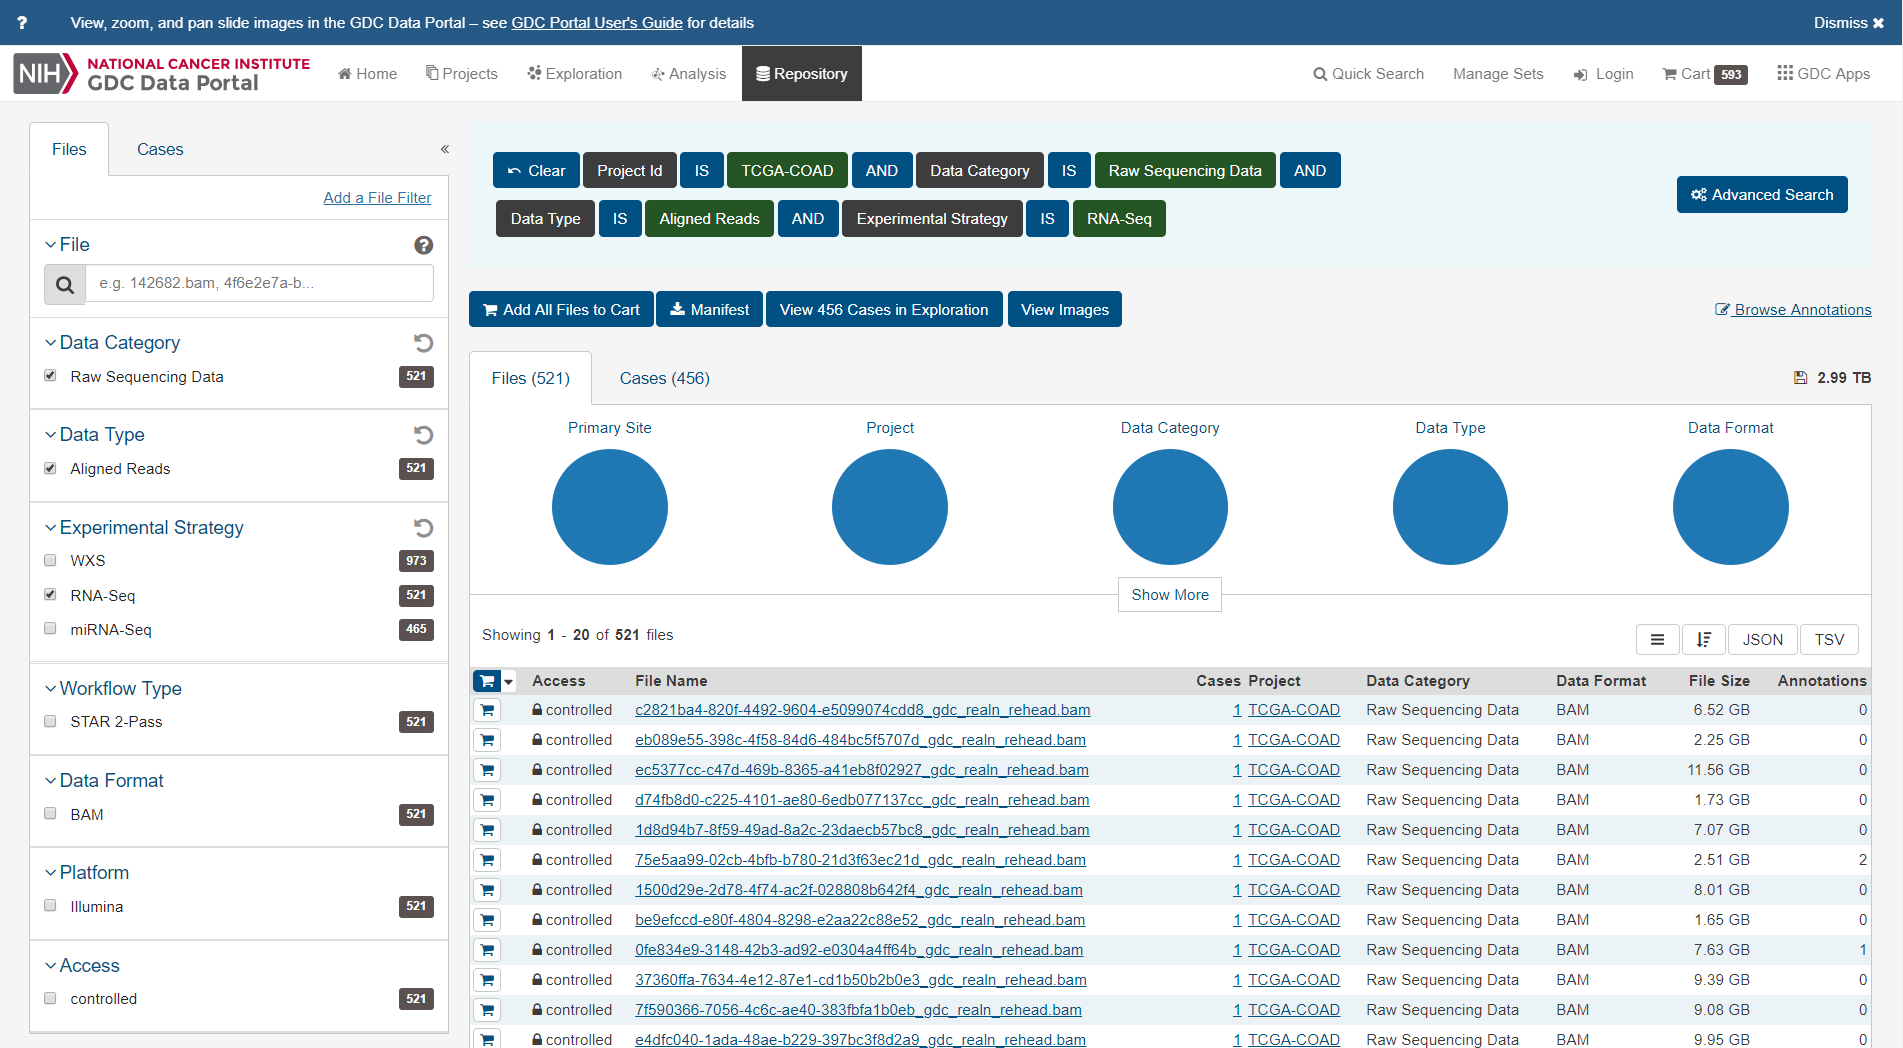 ? View, zoom, and pan slide images in the GDC Data Portal – see GDC Portal User's Guide for details Dismiss ✖
NIH NATIONAL CANCER INSTITUTE
GDC Data Portal
Home Projects Exploration Analysis Repository Quick Search Manage Sets Login Cart 593 GDC Apps
Files Cases «
Add a File Filter
File ?
e.g. 142682.bam, 4f6e2e7a-b...
Data Category
Raw Sequencing Data 521
Data Type
Aligned Reads 521
Experimental Strategy
WXS 973
RNA-Seq 521
miRNA-Seq 465
Workflow Type
STAR 2-Pass 521
Data Format
BAM 521
Platform
Illumina 521
Access
controlled 521
Clear Project Id IS TCGA-COAD AND Data Category IS Raw Sequencing Data AND
Data Type IS Aligned Reads AND Experimental Strategy IS RNA-Seq
Advanced Search
Add All Files to Cart Manifest View 456 Cases in Exploration View Images Browse Annotations
Files (521) Cases (456) 2.99 TB
Primary Site Project Data Category Data Type Data Format
Show More
Showing 1 - 20 of 521 files JSON TSV
Access File Name Cases Project Data Category Data Format File Size Annotations
controlled c2821ba4-820f-4492-9604-e5099074cdd8_gdc_realn_rehead.bam 1 TCGA-COAD Raw Sequencing Data BAM 6.52 GB 0
controlled eb089e55-398c-4f58-84d6-484bc5f5707d_gdc_realn_rehead.bam 1 TCGA-COAD Raw Sequencing Data BAM 2.25 GB 0
controlled ec5377cc-c47d-469b-8365-a41eb8f02927_gdc_realn_rehead.bam 1 TCGA-COAD Raw Sequencing Data BAM 11.56 GB 0
controlled d74fb8d0-c225-4101-ae80-6edb077137cc_gdc_realn_rehead.bam 1 TCGA-COAD Raw Sequencing Data BAM 1.73 GB 0
controlled 1d8d94b7-8f59-49ad-8a2c-23daecb57bc8_gdc_realn_rehead.bam 1 TCGA-COAD Raw Sequencing Data BAM 7.07 GB 0
controlled 75e5aa99-02cb-4bfb-b780-21d3f63ec21d_gdc_realn_rehead.bam 1 TCGA-COAD Raw Sequencing Data BAM 2.51 GB 2
controlled 1500d29e-2d78-4f74-ac2f-028808b642f4_gdc_realn_rehead.bam 1 TCGA-COAD Raw Sequencing Data BAM 8.01 GB 0
controlled be9efccd-e80f-4804-8298-e2aa22c88e52_gdc_realn_rehead.bam 1 TCGA-COAD Raw Sequencing Data BAM 1.65 GB 0
controlled 0fe834e9-3148-42b3-ad92-e0304a4ff64b_gdc_realn_rehead.bam 1 TCGA-COAD Raw Sequencing Data BAM 7.63 GB 1
controlled 37360ffa-7634-4e12-87e1-cd1b50b2b0e3_gdc_realn_rehead.bam 1 TCGA-COAD Raw Sequencing Data BAM 9.39 GB 0
controlled 7f590366-7056-4c6c-ae40-383fbfa1b0eb_gdc_realn_rehead.bam 1 TCGA-COAD Raw Sequencing Data BAM 9.08 GB 0
controlled e4dfc040-1ada-48ae-b229-397bc3f8d2a9_gdc_realn_rehead.bam 1 TCGA-COAD Raw Sequencing Data BAM 9.95 GB 0